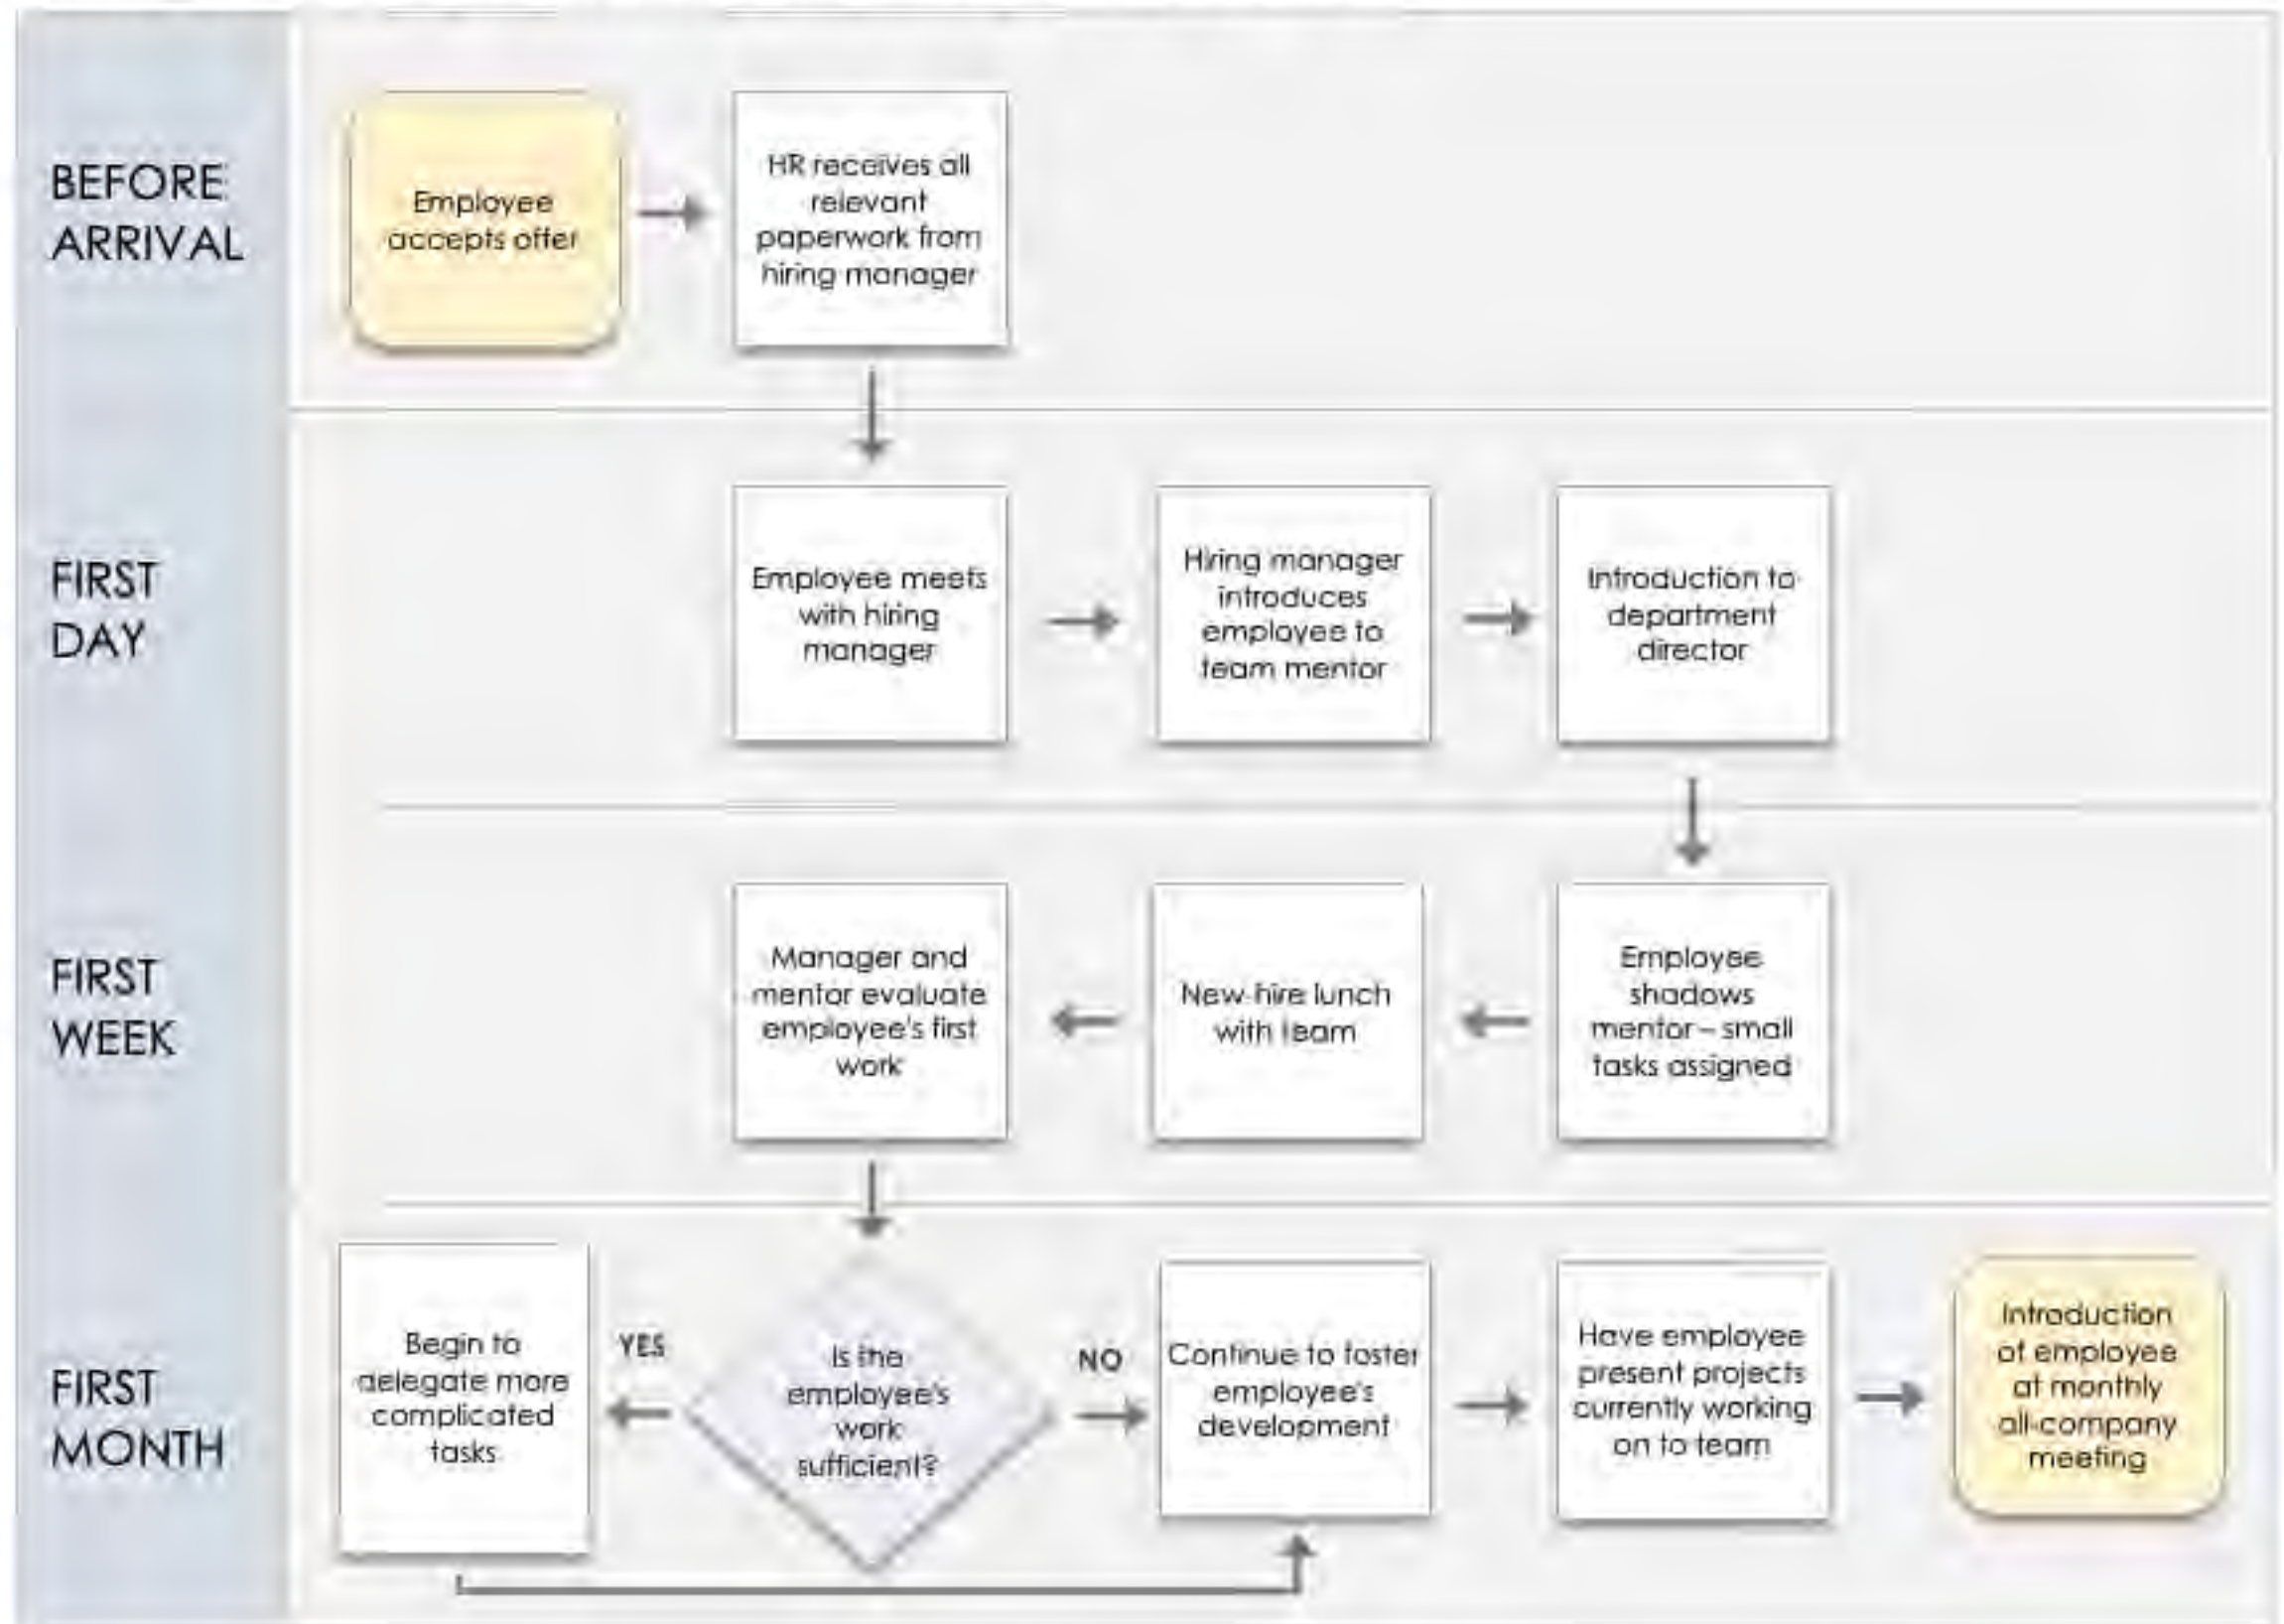 BEFORE
ARRIVAL
Employee
accepts offer
HR receives all
relevant
paperwork from
hiring manager
FIRST
DAY
Employee meets
with hiring
manager
Hiring manager
introduces
employee to
team mentor
Introduction to
department
director
FIRST
WEEK
Manager and
mentor evaluate
employee's first
work
New-hire lunch
with team
Employee
shadows
mentor – small
tasks assigned
FIRST
MONTH
Begin to
delegate more
complicated
tasks
YES
Is the
employee's
work
sufficient?
NO
Continue to foster
employee's
development
Have employee
present projects
currently working
on to team
Introduction
of employee
at monthly
all-company
meeting